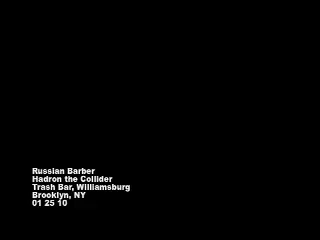 Russian Barber
Hadron the Collider
Trash Bar, Williamsburg
Brooklyn, NY
01 25 10